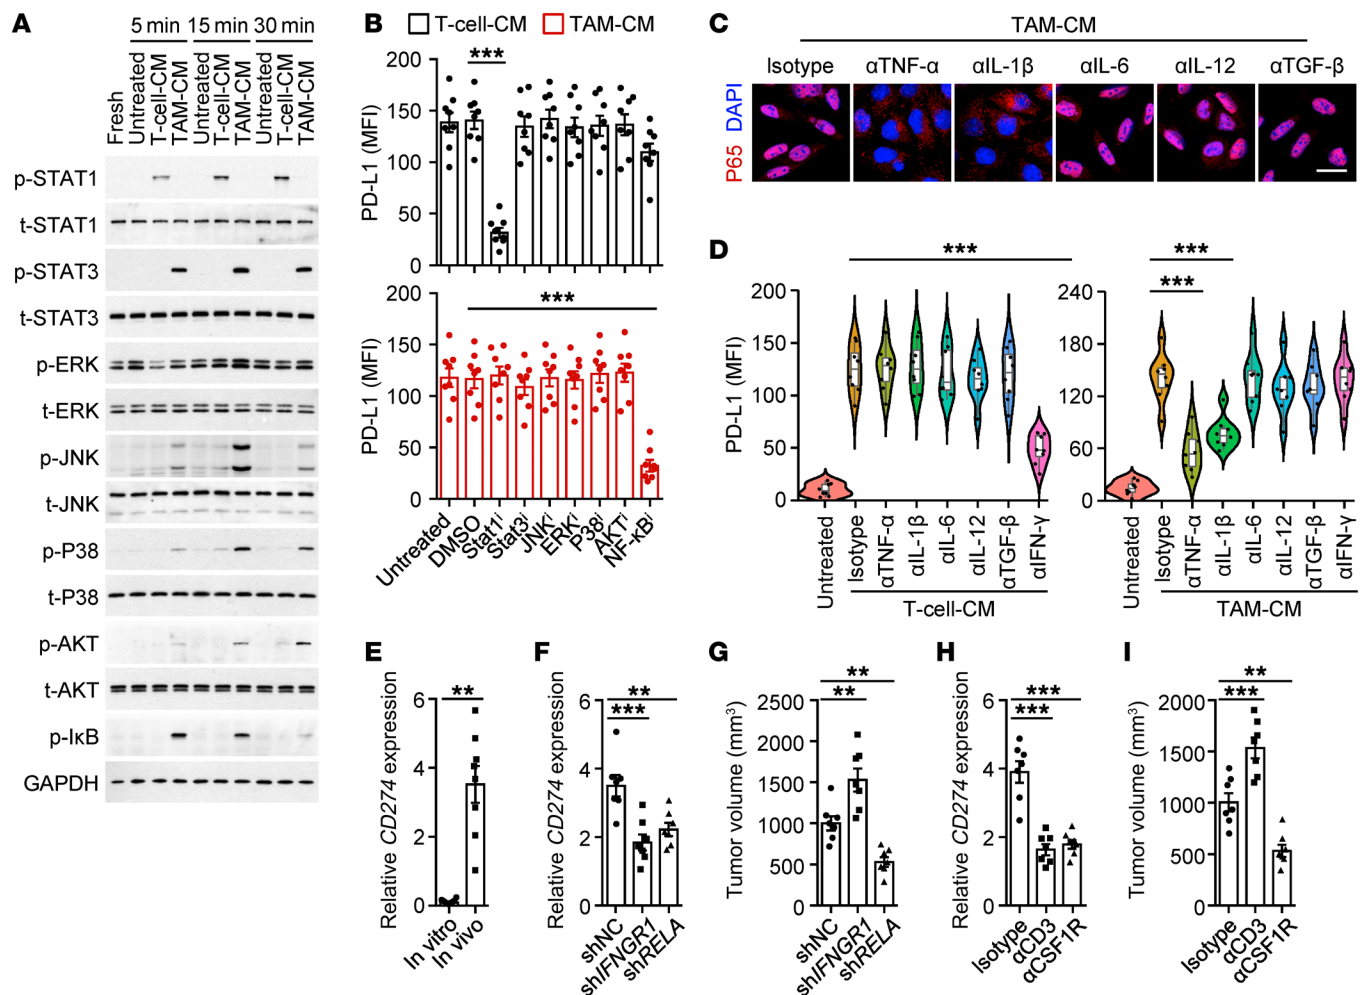 A
5 min 15 min 30 min
Fresh
Untreated
T-cell-CM
TAM-CM
Untreated
T-cell-CM
TAM-CM
Untreated
T-cell-CM
TAM-CM
p-STAT1
t-STAT1
p-STAT3
t-STAT3
p-ERK
t-ERK
p-JNK
t-JNK
p-P38
t-P38
p-AKT
t-AKT
p-IκB
GAPDH
B
T-cell-CM TAM-CM
***
PD-L1 (MFI)
200
150
100
50
0
***
PD-L1 (MFI)
200
150
100
50
0
Untreated
DMSO
Stat1i
Stat3i
JNKi
ERKi
P38i
AKTi
NF-κBi
C
TAM-CM
Isotype αTNF-α αIL-1β αIL-6 αIL-12 αTGF-β
P65 DAPI
D
***
PD-L1 (MFI)
200
150
100
50
0
Untreated
Isotype
αTNF-α
αIL-1β
αIL-6
αIL-12
αTGF-β
αIFN-γ
T-cell-CM
***
***
240
180
120
60
0
Untreated
Isotype
αTNF-α
αIL-1β
αIL-6
αIL-12
αTGF-β
αIFN-γ
TAM-CM
E
**
Relative CD274 expression
6
4
2
0
In vitro
In vivo
F
**
***
Relative CD274 expression
6
4
2
0
shNC
shIFNGR1
shRELA
G
**
**
Tumor volume (mm³)
2500
2000
1500
1000
500
0
shNC
shIFNGR1
shRELA
H
***
***
Relative CD274 expression
6
4
2
0
Isotype
αCD3
αCSF1R
I
**
***
Tumor volume (mm³)
2000
1500
1000
500
0
Isotype
αCD3
αCSF1R